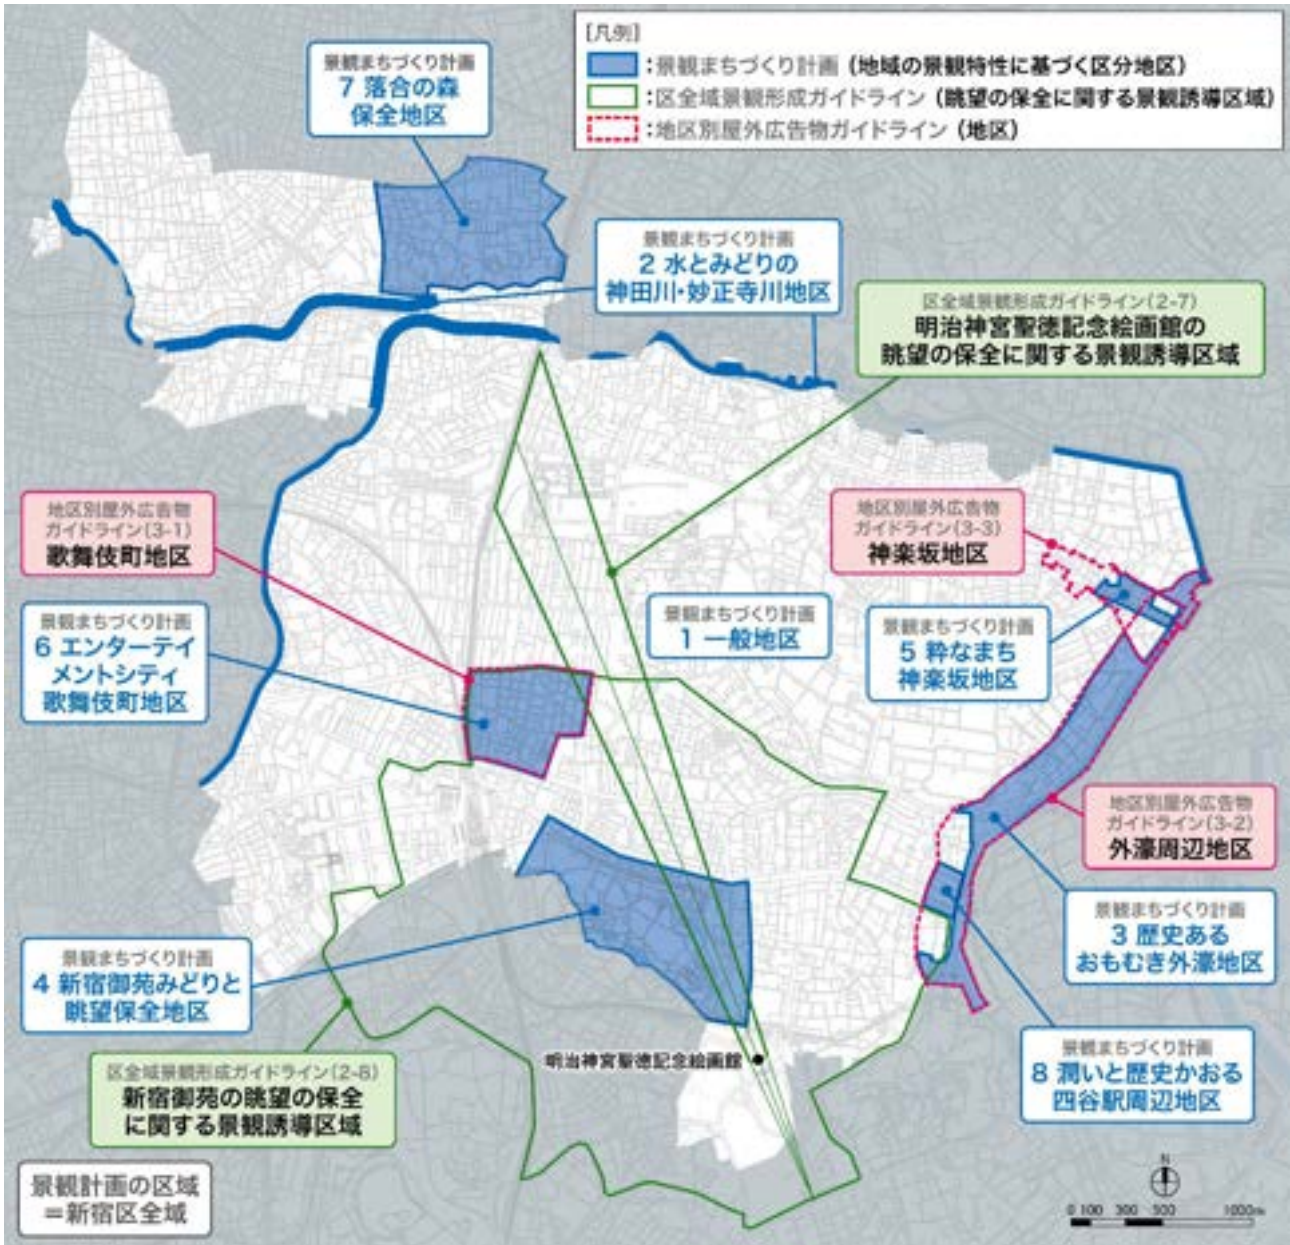 [凡例]
：景観まちづくり計画（地域の景観特性に基づく区分地区）
：区全域景観形成ガイドライン（眺望の保全に関する景観誘導区域）
：地区別屋外広告物ガイドライン（地区）
景観まちづくり計画
7 落合の森
保全地区
景観まちづくり計画
2 水とみどりの
神田川・妙正寺川地区
区全域景観形成ガイドライン(2-7)
明治神宮聖徳記念絵画館の
眺望の保全に関する景観誘導区域
地区別屋外広告物
ガイドライン(3-1)
歌舞伎町地区
地区別屋外広告物
ガイドライン(3-3)
神楽坂地区
景観まちづくり計画
6 エンターテイ
メントシティ
歌舞伎町地区
景観まちづくり計画
1 一般地区
景観まちづくり計画
5 粋なまち
神楽坂地区
地区別屋外広告物
ガイドライン(3-2)
外濠周辺地区
景観まちづくり計画
3 歴史ある
おもむき外濠地区
景観まちづくり計画
4 新宿御苑みどりと
眺望保全地区
景観まちづくり計画
8 潤いと歴史かおる
四谷駅周辺地区
明治神宮聖徳記念絵画館
区全域景観形成ガイドライン(2-6)
新宿御苑の眺望の保全
に関する景観誘導区域
景観計画の区域
＝新宿区全域
N
0 100 300 500 1000m